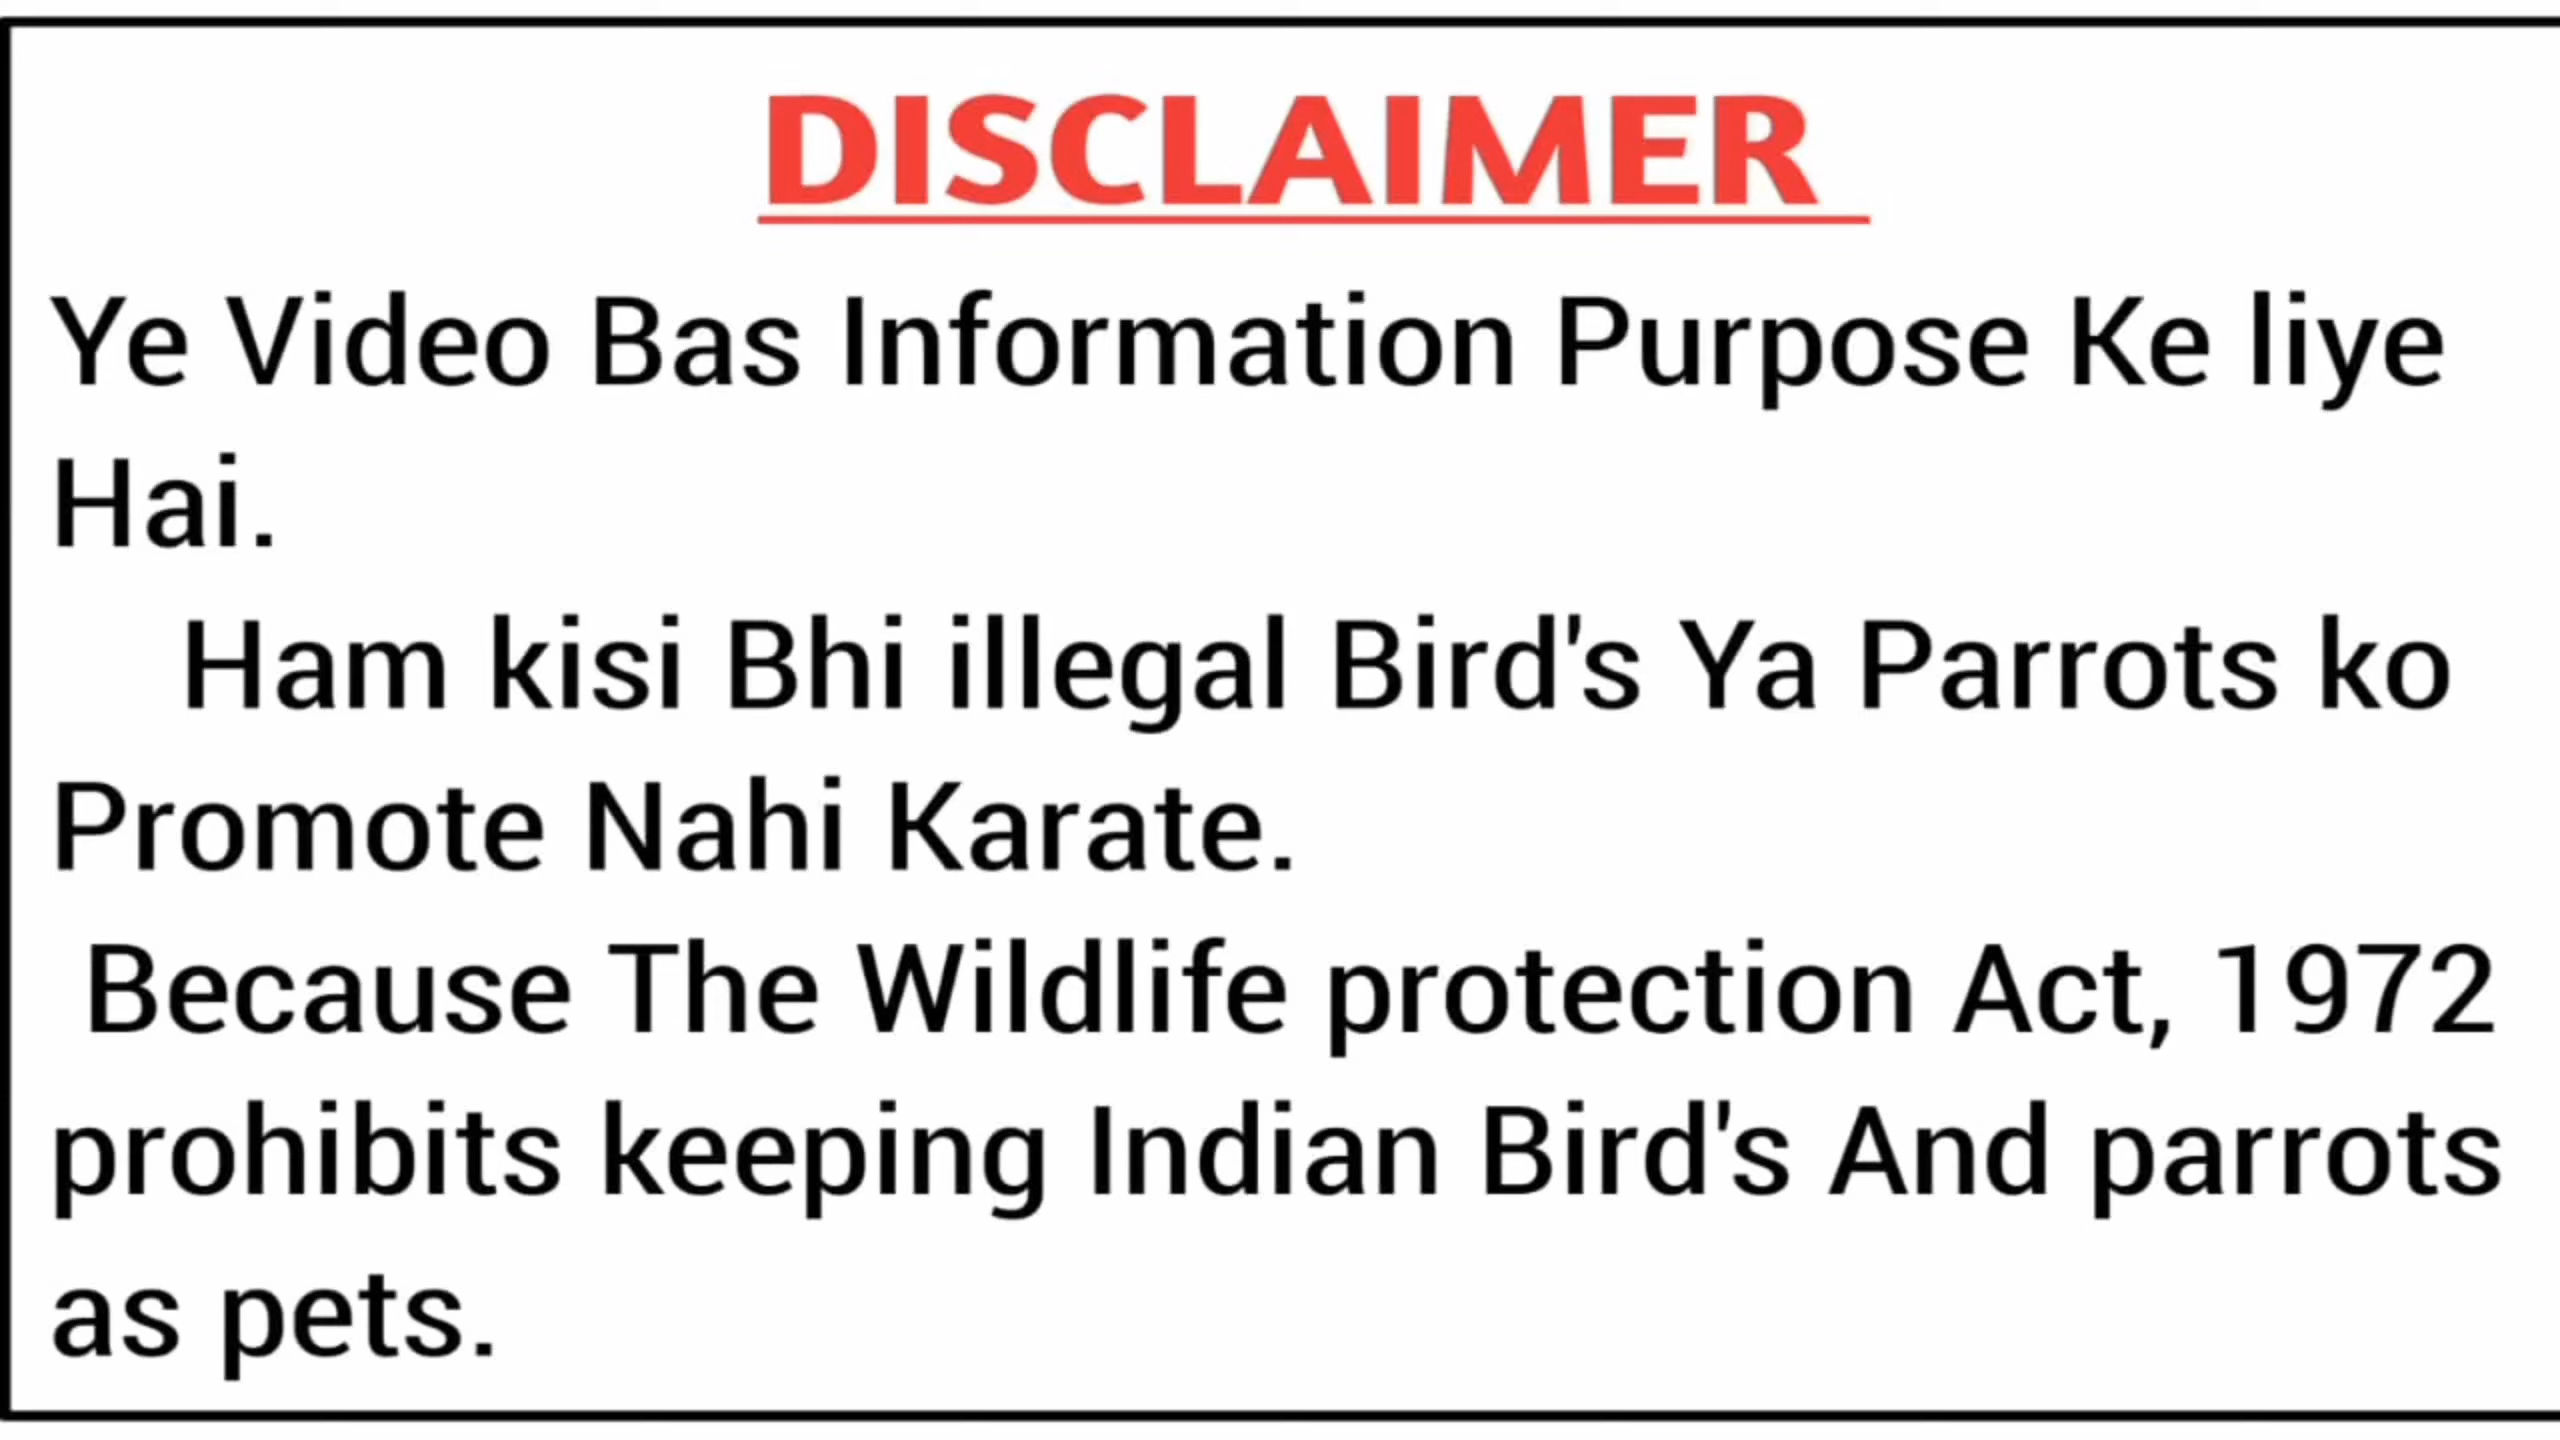 DISCLAIMER
Ye Video Bas Information Purpose Ke liye
Hai.
Ham kisi Bhi illegal Bird's Ya Parrots ko
Promote Nahi Karate.
Because The Wildlife protection Act, 1972
prohibits keeping Indian Bird's And parrots
as pets.